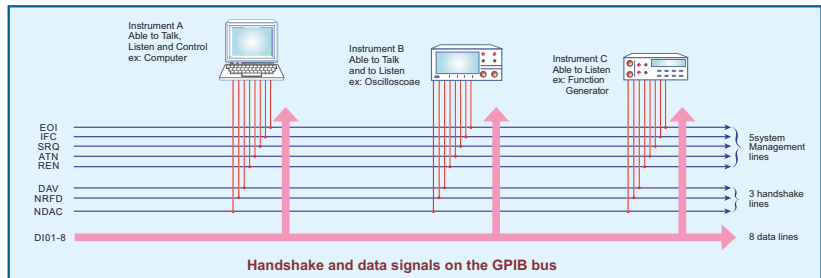 Instrument A
Able to Talk,
Listen and Control
ex: Computer
Instrument B
Able to Talk
and to Listen
ex: Oscilloscoae
Instrument C
Able to Listen
ex: Function
Generator
EOI
IFC
SRQ
ATN
REN
5system
Management
lines
DAV
NRFD
NDAC
3 handshake
lines
DI01-8
8 data lines
Handshake and data signals on the GPIB bus